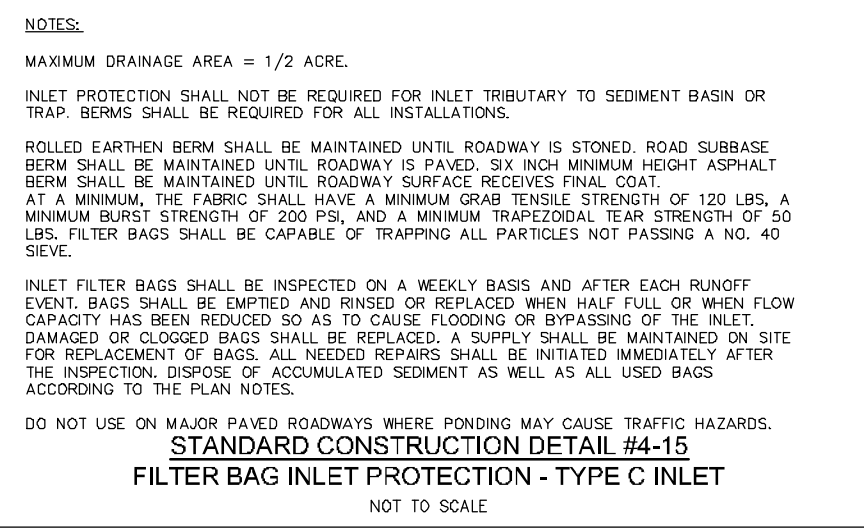 NOTES:
MAXIMUM DRAINAGE AREA = 1/2 ACRE.
INLET PROTECTION SHALL NOT BE REQUIRED FOR INLET TRIBUTARY TO SEDIMENT BASIN OR
TRAP. BERMS SHALL BE REQUIRED FOR ALL INSTALLATIONS.
ROLLED EARTHEN BERM SHALL BE MAINTAINED UNTIL ROADWAY IS STONED. ROAD SUBBASE
BERM SHALL BE MAINTAINED UNTIL ROADWAY IS PAVED. SIX INCH MINIMUM HEIGHT ASPHALT
BERM SHALL BE MAINTAINED UNTIL ROADWAY SURFACE RECEIVES FINAL COAT.
AT A MINIMUM, THE FABRIC SHALL HAVE A MINIMUM GRAB TENSILE STRENGTH OF 120 LBS, A
MINIMUM BURST STRENGTH OF 200 PSI, AND A MINIMUM TRAPEZOIDAL TEAR STRENGTH OF 50
LBS. FILTER BAGS SHALL BE CAPABLE OF TRAPPING ALL PARTICLES NOT PASSING A NO. 40
SIEVE.
INLET FILTER BAGS SHALL BE INSPECTED ON A WEEKLY BASIS AND AFTER EACH RUNOFF
EVENT. BAGS SHALL BE EMPTIED AND RINSED OR REPLACED WHEN HALF FULL OR WHEN FLOW
CAPACITY HAS BEEN REDUCED SO AS TO CAUSE FLOODING OR BYPASSING OF THE INLET.
DAMAGED OR CLOGGED BAGS SHALL BE REPLACED. A SUPPLY SHALL BE MAINTAINED ON SITE
FOR REPLACEMENT OF BAGS. ALL NEEDED REPAIRS SHALL BE INITIATED IMMEDIATELY AFTER
THE INSPECTION. DISPOSE OF ACCUMULATED SEDIMENT AS WELL AS ALL USED BAGS
ACCORDING TO THE PLAN NOTES.
DO NOT USE ON MAJOR PAVED ROADWAYS WHERE PONDING MAY CAUSE TRAFFIC HAZARDS.
STANDARD CONSTRUCTION DETAIL #4-15
FILTER BAG INLET PROTECTION - TYPE C INLET
NOT TO SCALE